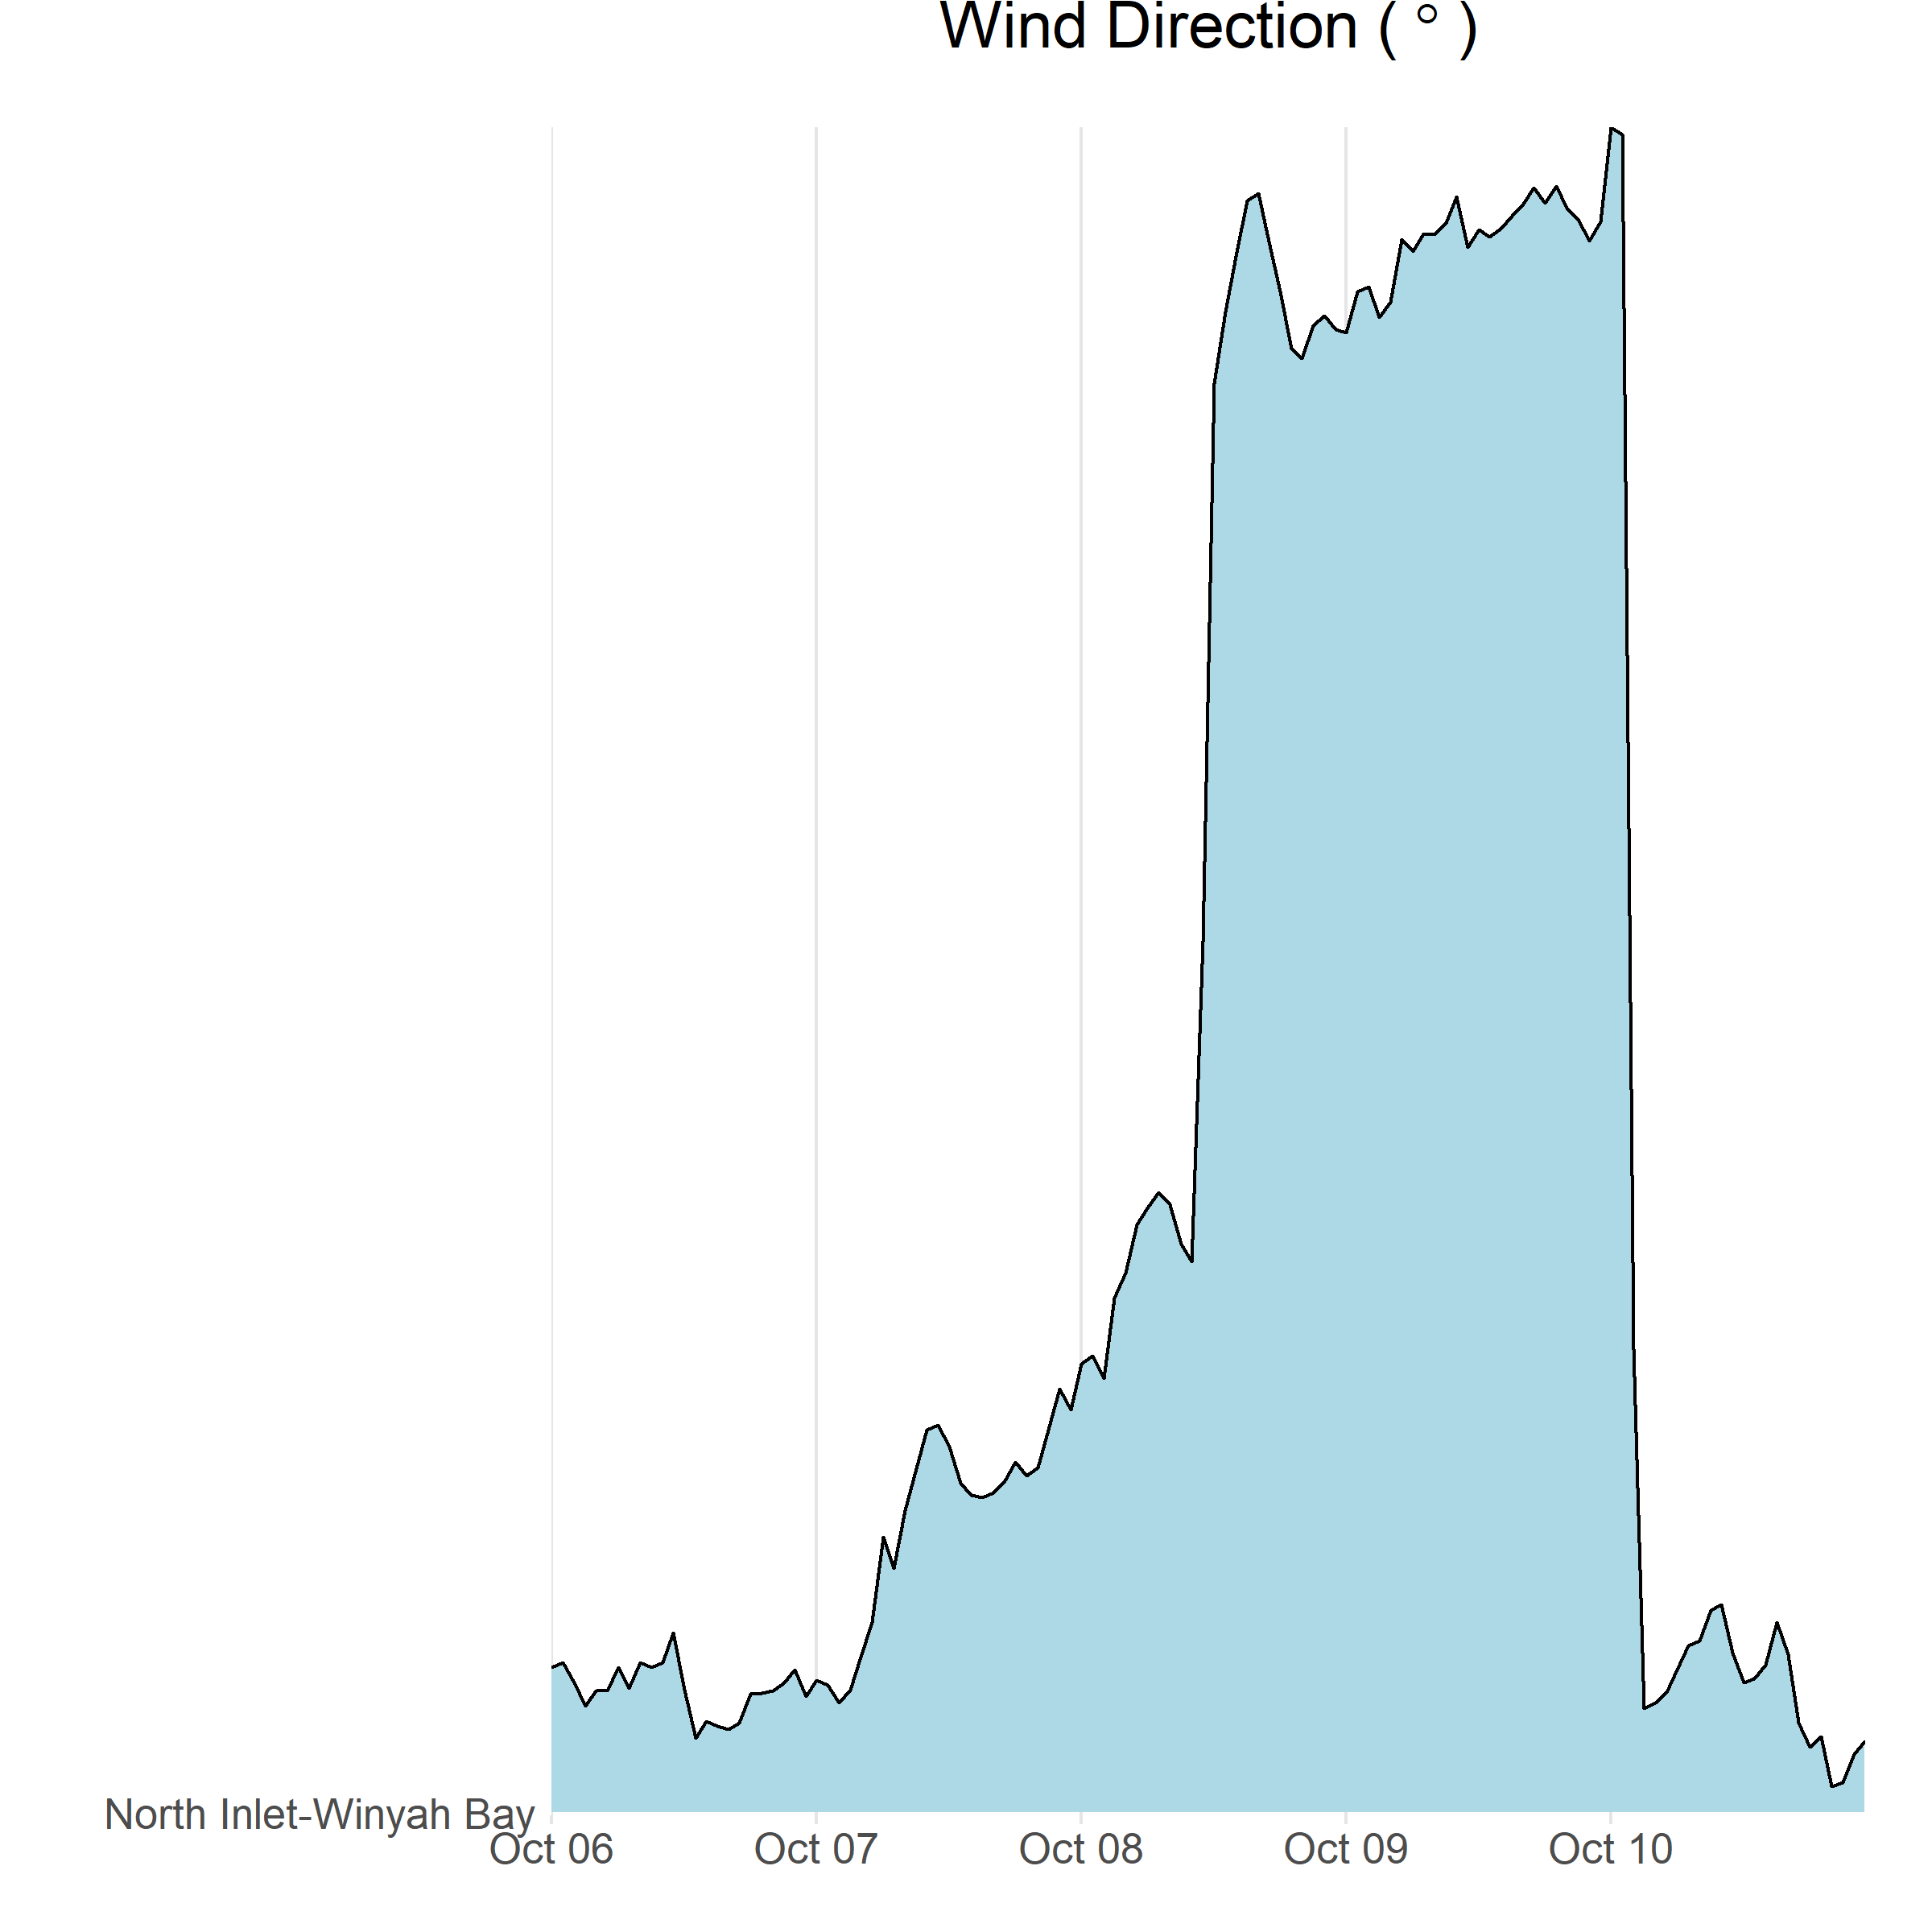 Wind Direction ( ° )
North Inlet-Winyah Bay
Oct 06
Oct 07
Oct 08
Oct 09
Oct 10